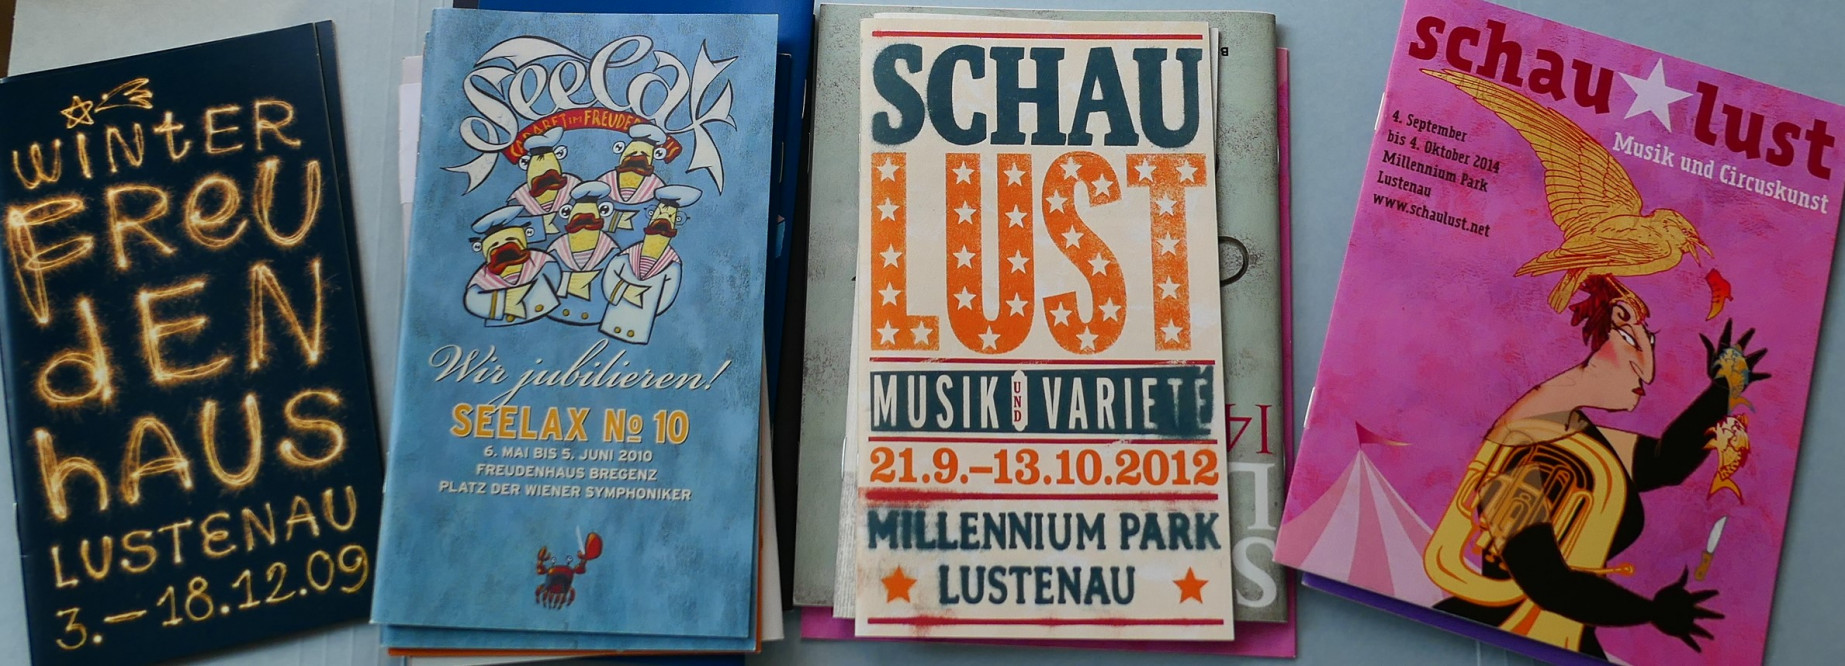 WINtER
FReU
dEN
hAUS
LUSTENAU
3.–18.12.09
Seelax
IM FREUDE
Wir jubilieren!
SEELAX № 10
6. MAI BIS 5. JUNI 2010
FREUDENHAUS BREGENZ
PLATZ DER WIENER SYMPHONIKER
SCHAU
LUST
MUSIK UND VARIETÉ
21.9.–13.10.2012
MILLENNIUM PARK
LUSTENAU
schau lust
Musik und Circuskunst
4. September
bis 4. Oktober 2014
Millennium Park
Lustenau
www.schaulust.net